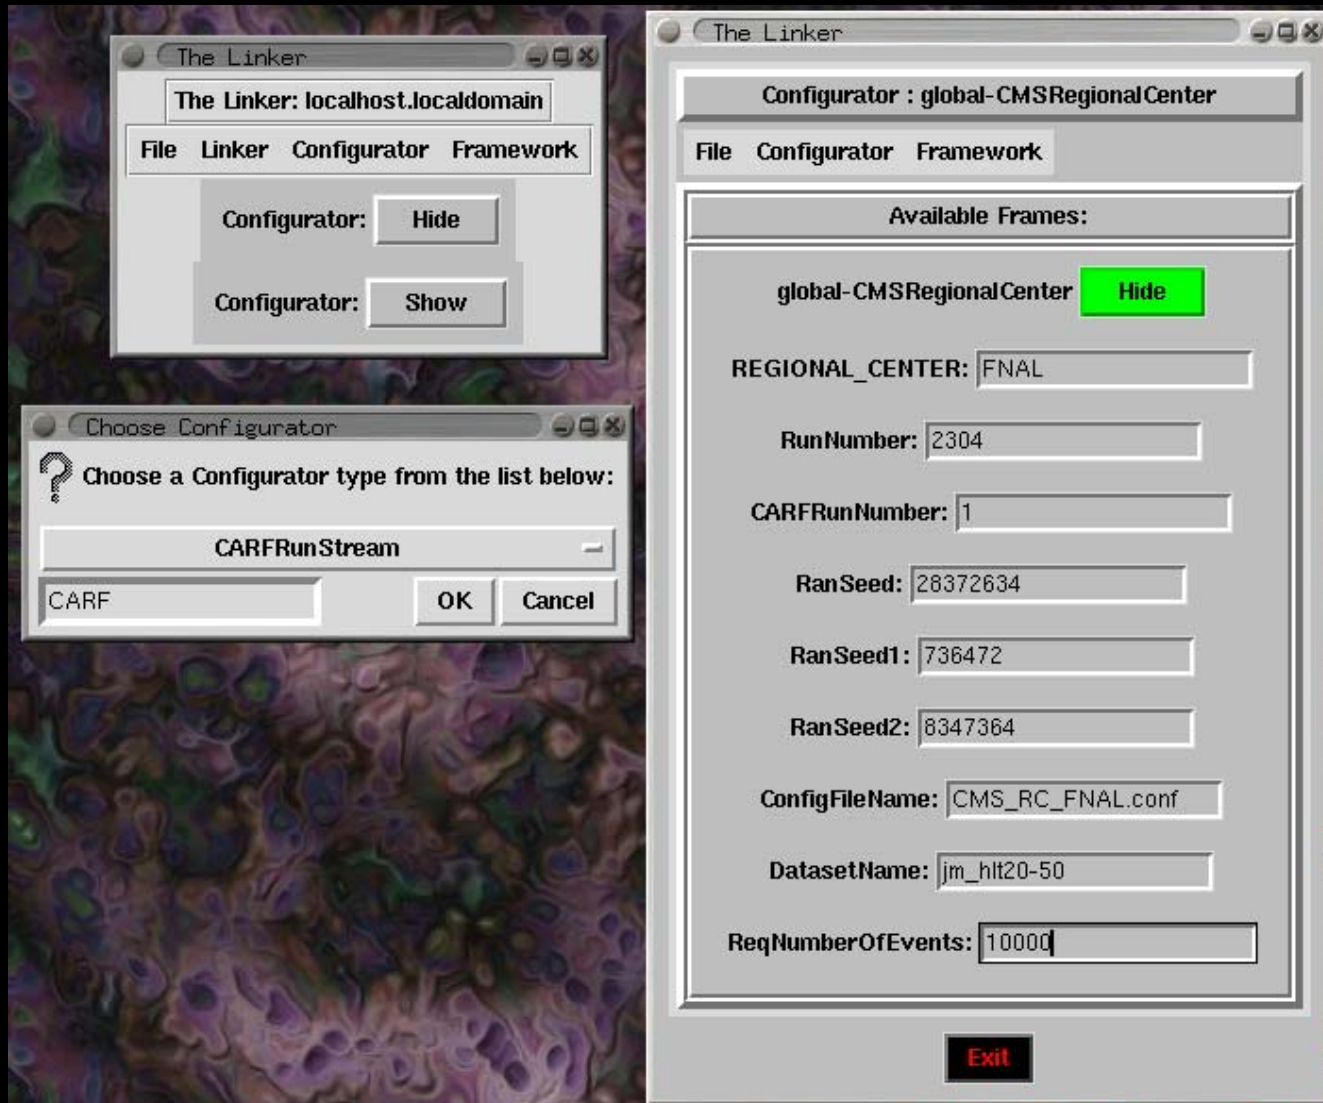 The Linker
The Linker: localhost.localdomain
File Linker Configurator Framework
Configurator: Hide
Configurator: Show
Choose Configurator
Choose a Configurator type from the list below:
CARFRunStream
CARF OK Cancel
The Linker
Configurator : global-CMSRegionalCenter
File Configurator Framework
Available Frames:
global-CMSRegionalCenter Hide
REGIONAL_CENTER: FNAL
RunNumber: 2304
CARFRunNumber: 1
RanSeed: 28372634
RanSeed1: 736472
RanSeed2: 8347364
ConfigFileName: CMS_RC_FNAL.conf
DatasetName: jm_hlt20-50
ReqNumberOfEvents: 10000
Exit